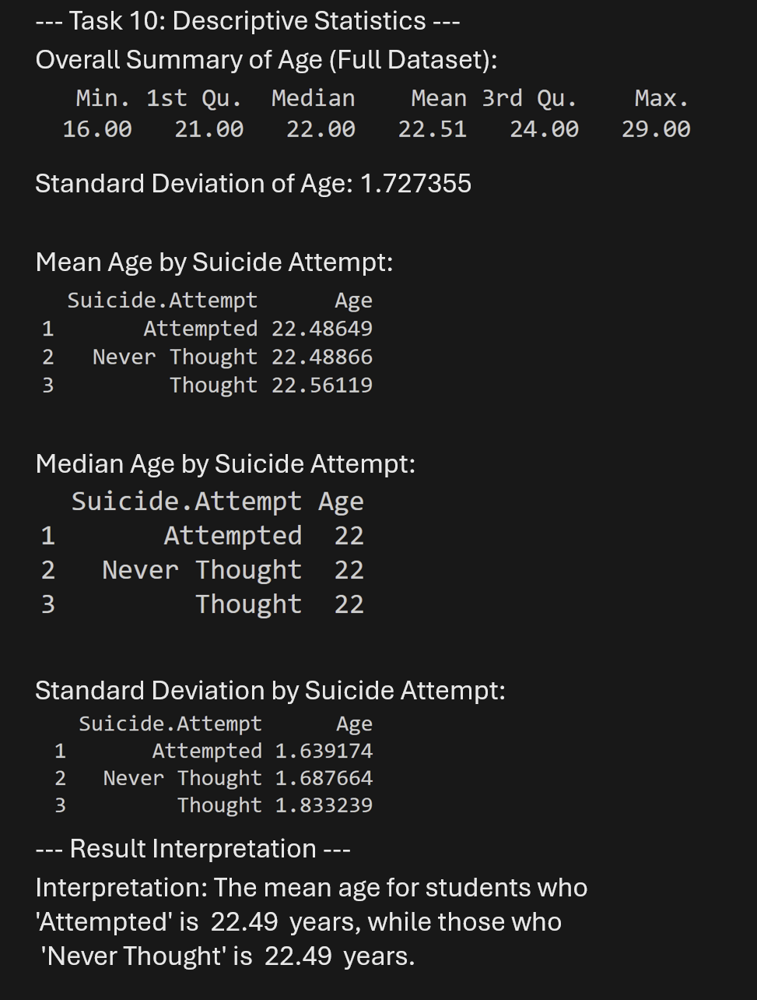 --- Task 10: Descriptive Statistics ---
Overall Summary of Age (Full Dataset):
Min. 1st Qu. Median Mean 3rd Qu. Max.
16.00 21.00 22.00 22.51 24.00 29.00
Standard Deviation of Age: 1.727355
Mean Age by Suicide Attempt:
Suicide.Attempt Age
1 Attempted 22.48649
2 Never Thought 22.48866
3 Thought 22.56119
Median Age by Suicide Attempt:
Suicide.Attempt Age
1 Attempted 22
2 Never Thought 22
3 Thought 22
Standard Deviation by Suicide Attempt:
Suicide.Attempt Age
1 Attempted 1.639174
2 Never Thought 1.687664
3 Thought 1.833239
--- Result Interpretation ---
Interpretation: The mean age for students who
'Attempted' is 22.49 years, while those who
'Never Thought' is 22.49 years.